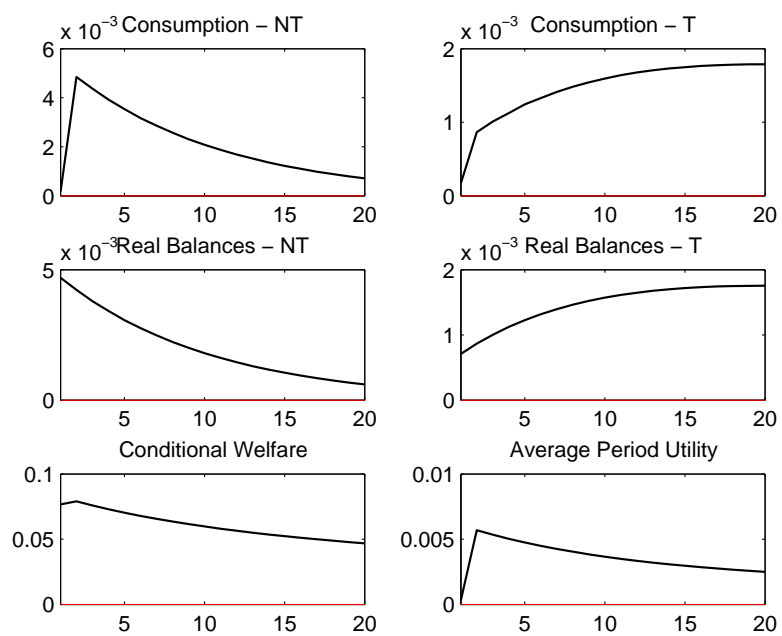 x 10⁻³ Consumption – NT
6
4
2
0
5 10 15 20
x 10⁻³ Consumption – T
2
1
0
5 10 15 20
x 10⁻³ Real Balances – NT
5
0
5 10 15 20
x 10⁻³ Real Balances – T
2
1
0
5 10 15 20
Conditional Welfare
0.1
0.05
0
5 10 15 20
Average Period Utility
0.01
0.005
0
5 10 15 20